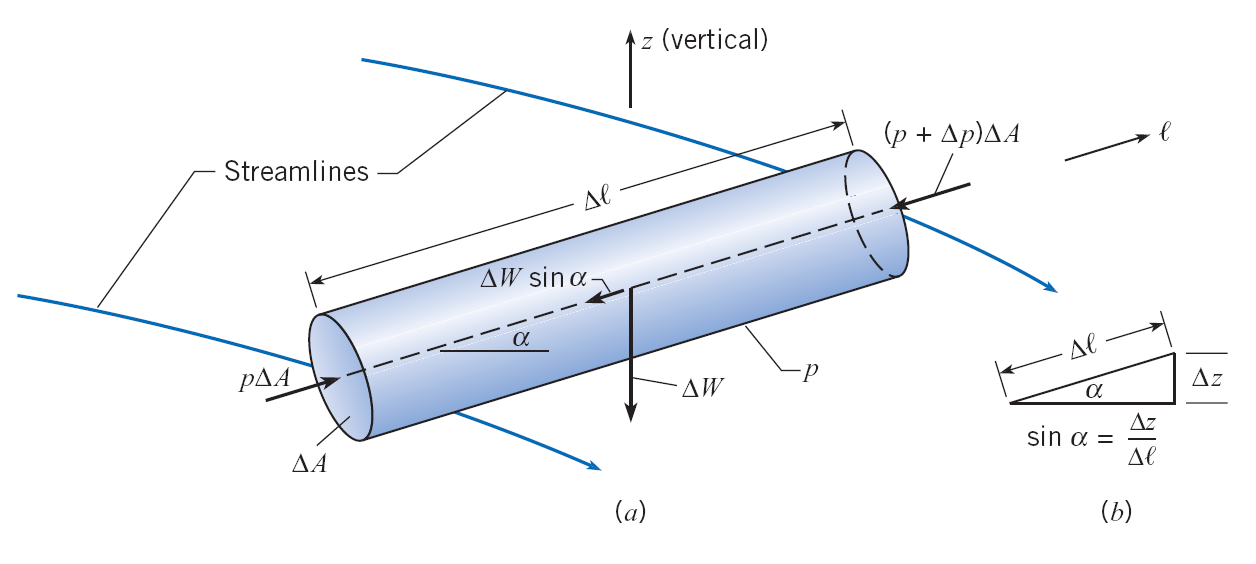 z (vertical)
(p + Δp)ΔA
ℓ
Streamlines
Δℓ
ΔW sin α
α
pΔA
ΔW
p
ΔA
Δℓ
α
Δz
sin α = Δz/Δℓ
(a)
(b)